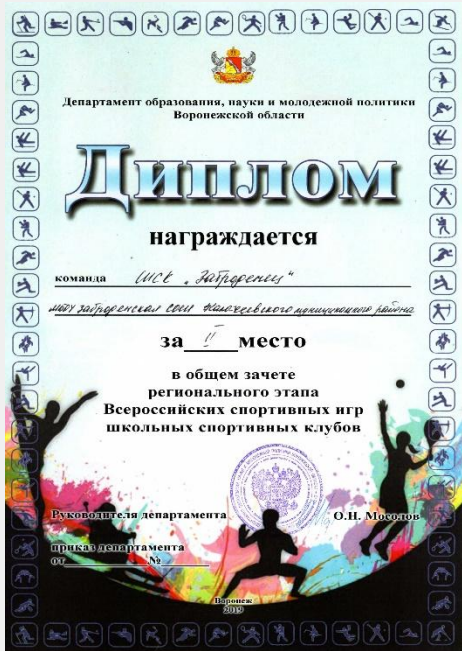 Департамент образования, науки и молодежной политики
Воронежской области
Диплом
награждается
команда ШСК „Заброденец“
МБОУ Заброденская СОШ Калачеевского муниципального района
за II место
в общем зачете
регионального этапа
Всероссийских спортивных игр
школьных спортивных клубов
Руководителя департамента О.Н. Мосолов
приказ департамента
от №
Воронеж
2019